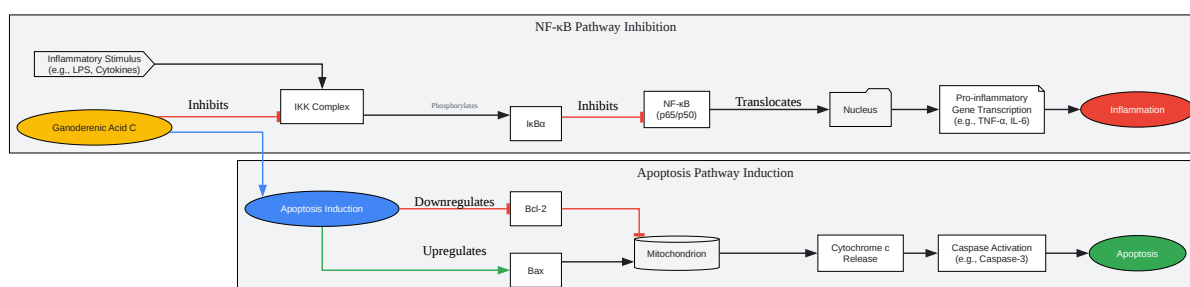 NF-κB Pathway Inhibition
Inflammatory Stimulus
(e.g., LPS, Cytokines)
Ganoderenic Acid C
Inhibits
IKK Complex
Phosphorylates
IκBα
Inhibits
NF-κB
(p65/p50)
Translocates
Nucleus
Pro-inflammatory
Gene Transcription
(e.g., TNF-α, IL-6)
Inflammation
Apoptosis Pathway Induction
Apoptosis Induction
Downregulates
Bcl-2
Upregulates
Bax
Mitochondrion
Cytochrome c
Release
Caspase Activation
(e.g., Caspase-3)
Apoptosis